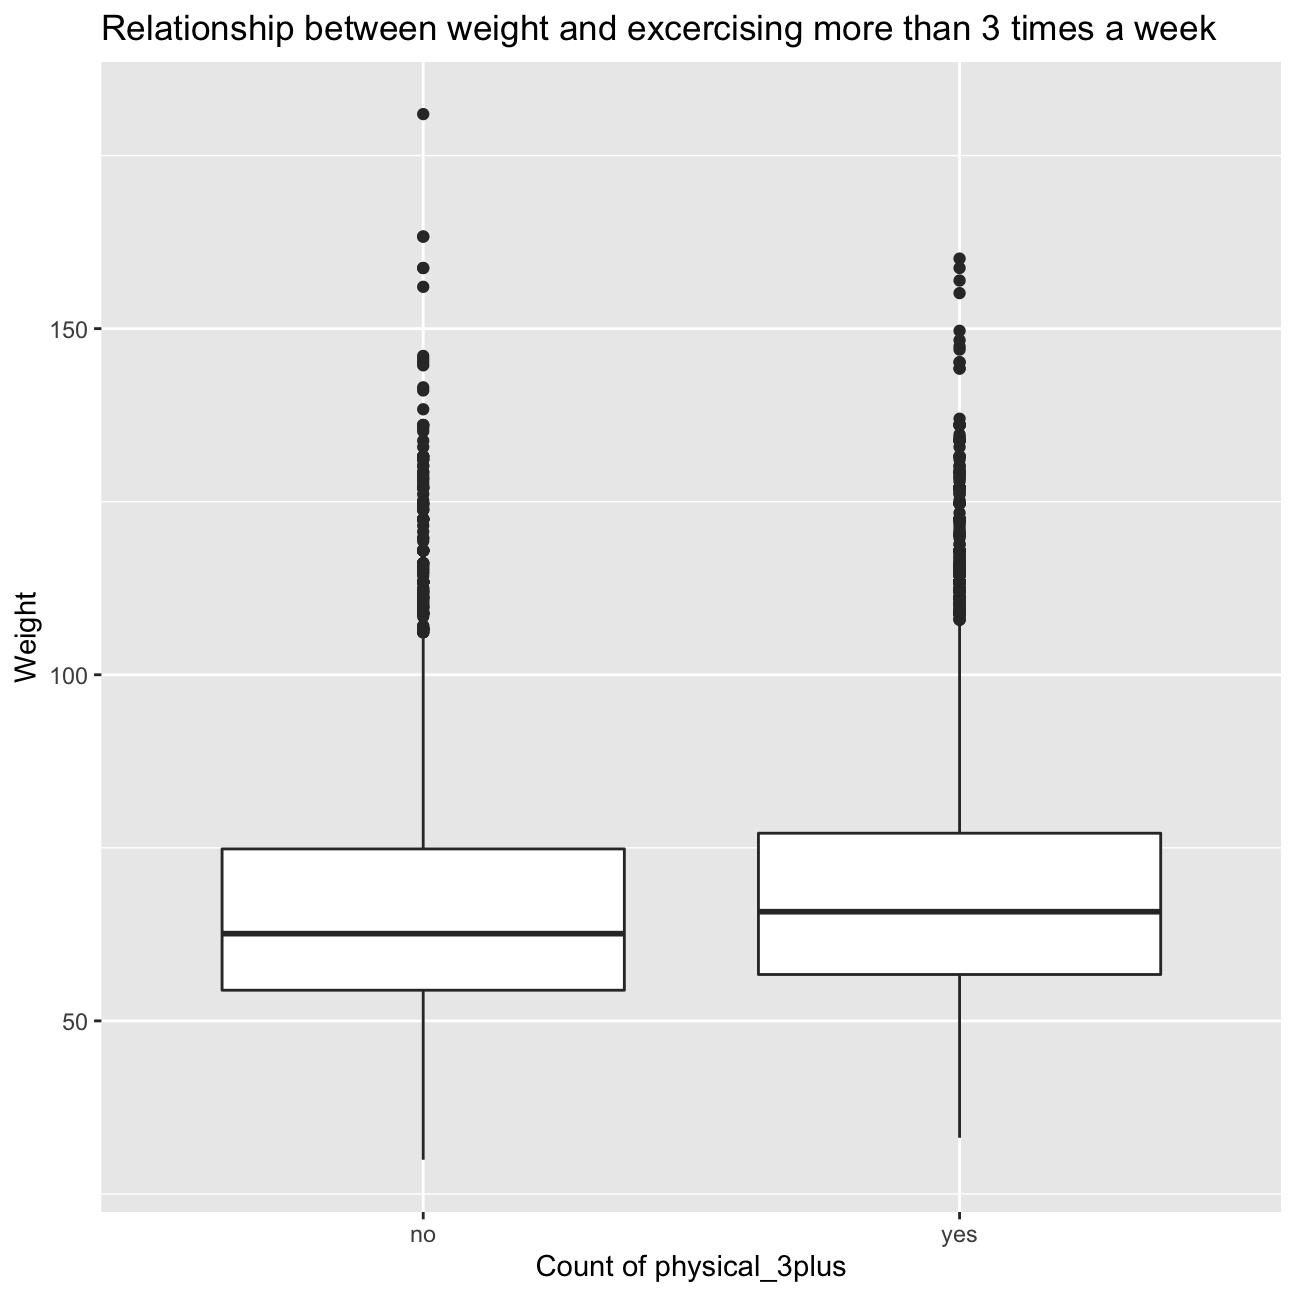 Relationship between weight and excercising more than 3 times a week
Weight
150
100
50
no yes
Count of physical_3plus